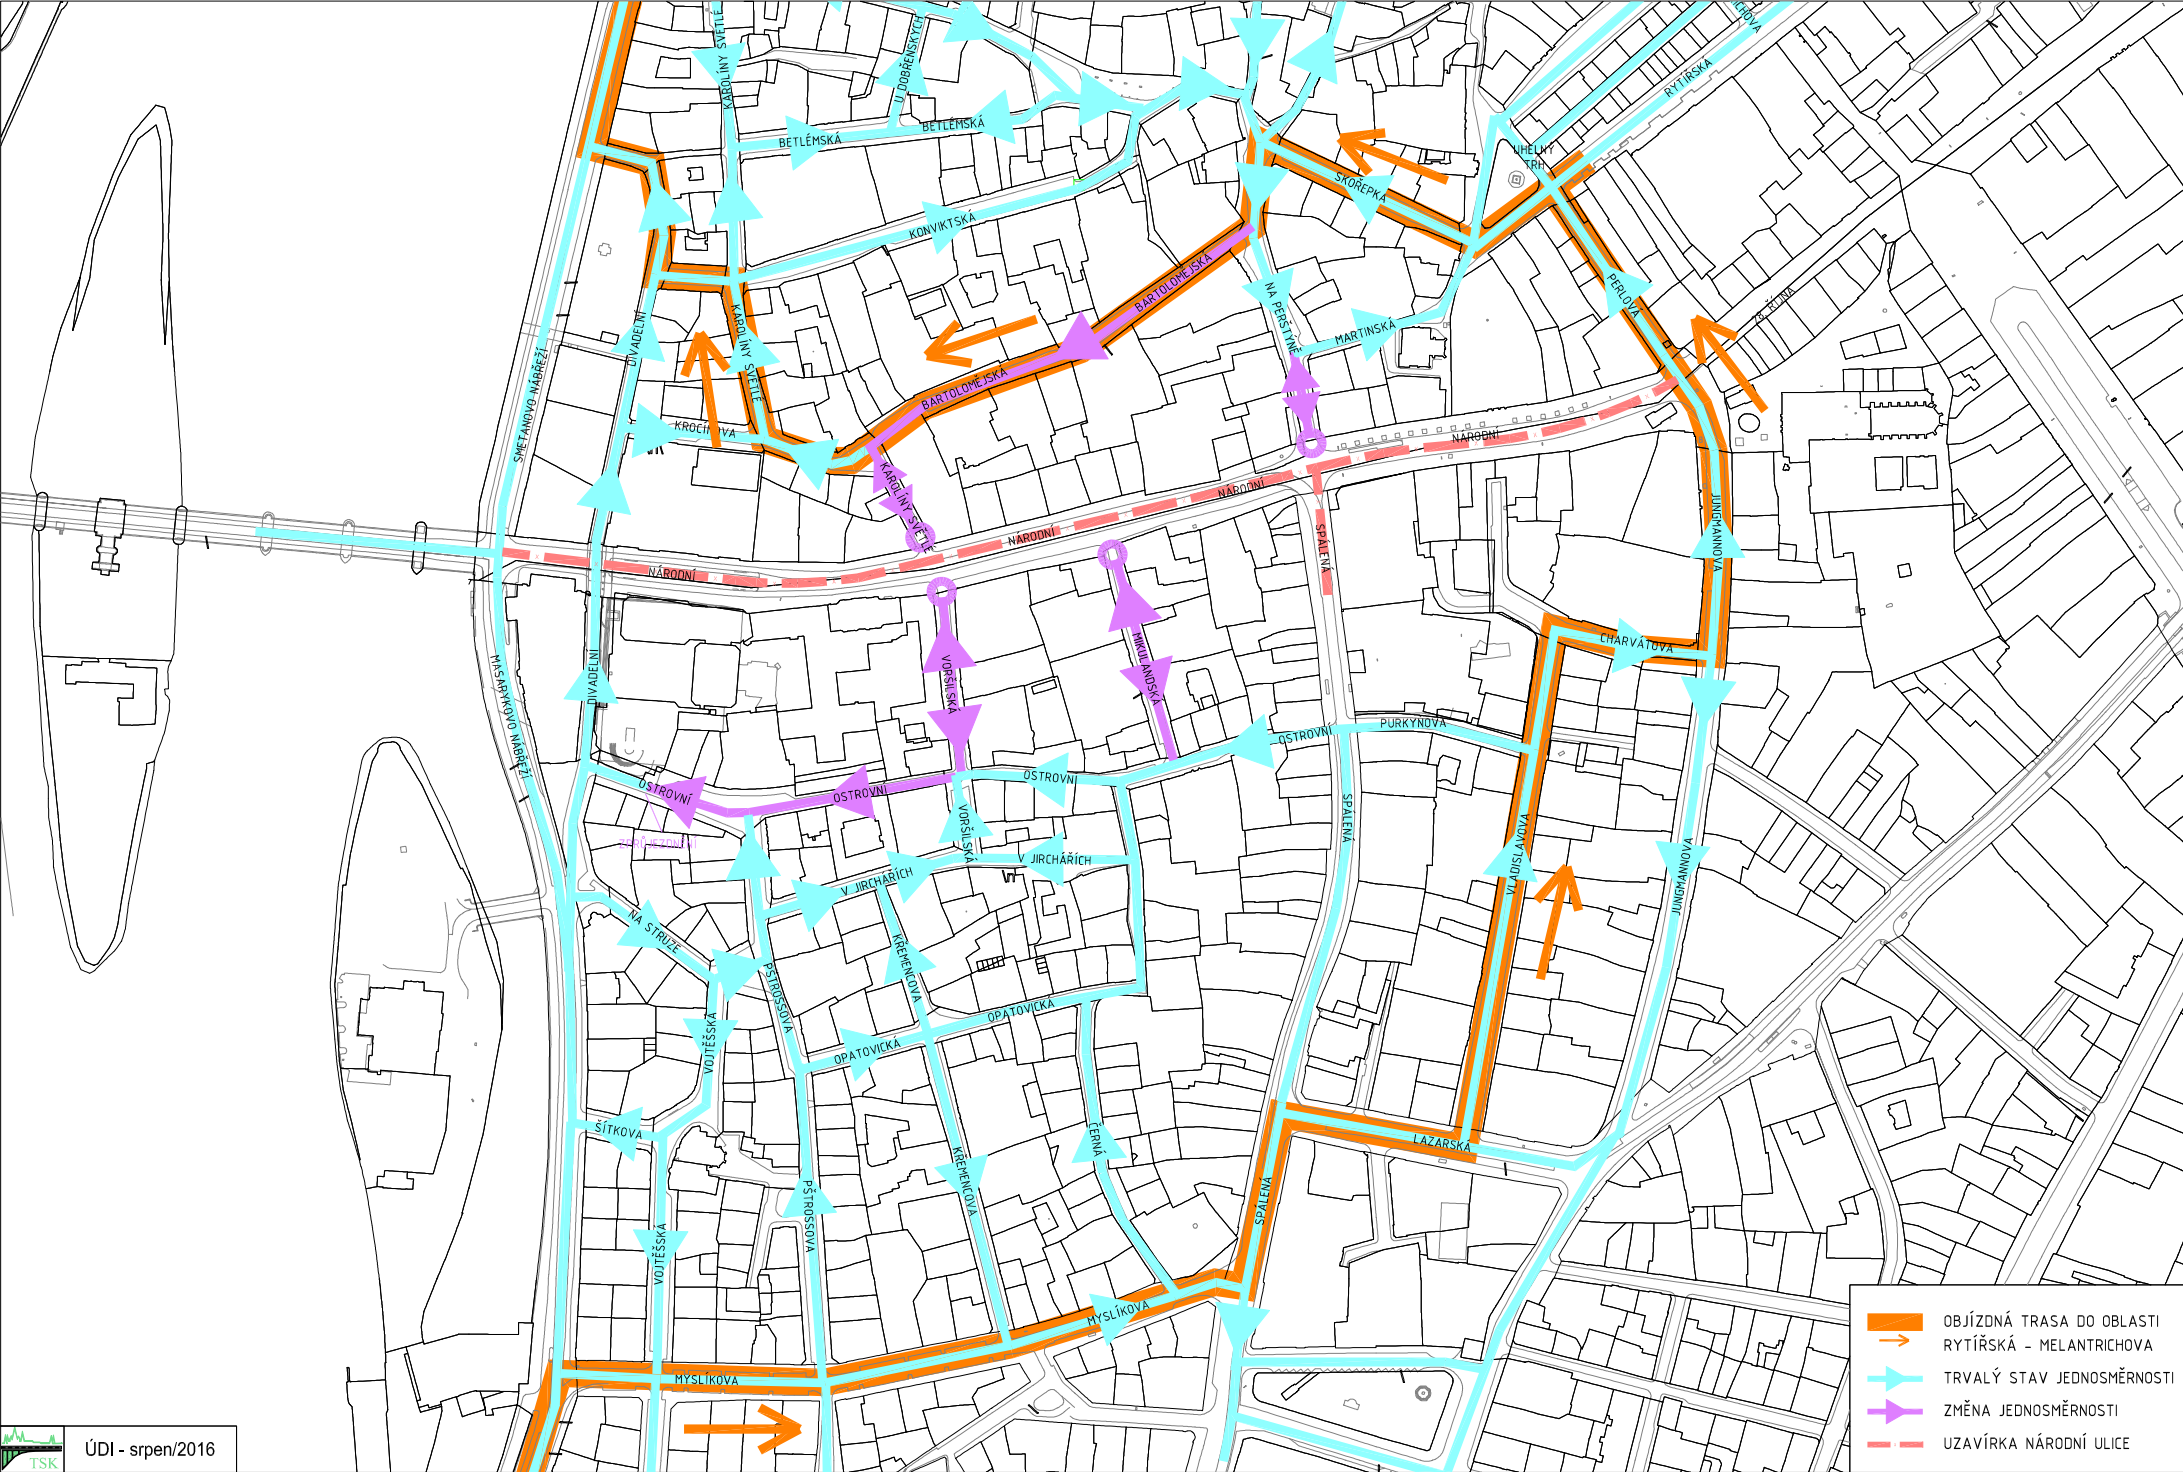 KAROLÍNY SVĚTLÉ
U DOBŘENSKÝCH
RYTÍŘSKÁ
BETLÉMSKÁ
BETLÉMSKÁ
UHELNÝ
TRH
SKOŘEPKA
KONVIKTSKÁ
BARTOLOMĚJSKÁ
NA PERŠTÝNĚ
PERLOVÁ
28. ŘÍJNA
DIVADELNÍ
KAROLÍNY SVĚTLÉ
MARTINSKÁ
SMETANOVO NÁBŘEŽÍ
BARTOLOMĚJSKÁ
KROCÍNOVA
NÁRODNÍ
KAROLÍNY SVĚTLÉ
NÁRODNÍ
NÁRODNÍ
NÁRODNÍ
SPÁLENÁ
JUNGMANNOVA
CHARVÁTOVA
MASARYKOVO NÁBŘEŽÍ
DIVADELNÍ
VORŠILSKÁ
MIKULANDSKÁ
OSTROVNÍ
PURKYŇOVA
OSTROVNÍ
OSTROVNÍ
OSTROVNÍ
VORŠILSKÁ
SPÁLENÁ
VLADISLAVOVA
JUNGMANNOVA
V JIRCHÁŘÍCH
V JIRCHÁŘÍCH
NA STRUZE
KŘEMENCOVA
PŠTROSSOVA
OPATOVICKÁ
OPATOVICKÁ
VOJTĚŠSKÁ
ŠÍTKOVA
ČERNÁ
LAZARSKÁ
KŘEMENCOVA
SPÁLENÁ
PŠTROSSOVA
VOJTĚŠSKÁ
MYSLÍKOVA
MYSLÍKOVA
OBJÍZDNÁ TRASA DO OBLASTI
RYTÍŘSKÁ - MELANTRICHOVA
TRVALÝ STAV JEDNOSMĚRNOSTI
ZMĚNA JEDNOSMĚRNOSTI
UZAVÍRKA NÁRODNÍ ULICE
TSK
ÚDI - srpen/2016